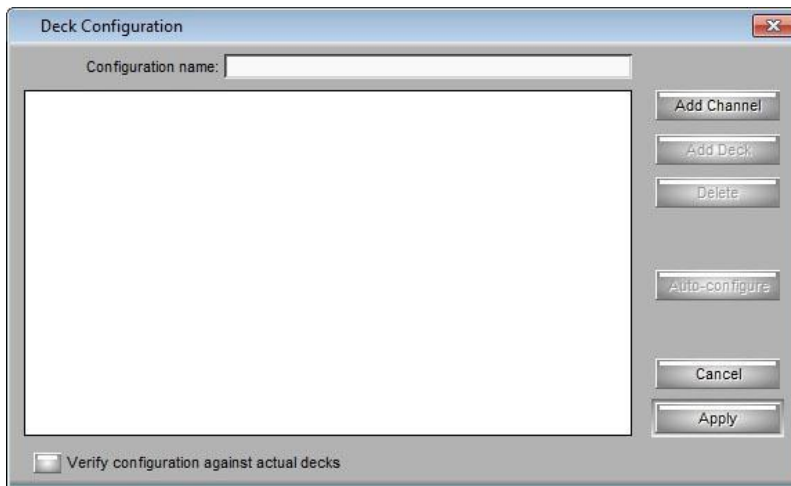 Deck Configuration
Configuration name:
Add Channel
Add Deck
Delete
Auto-configure
Cancel
Apply
Verify configuration against actual decks